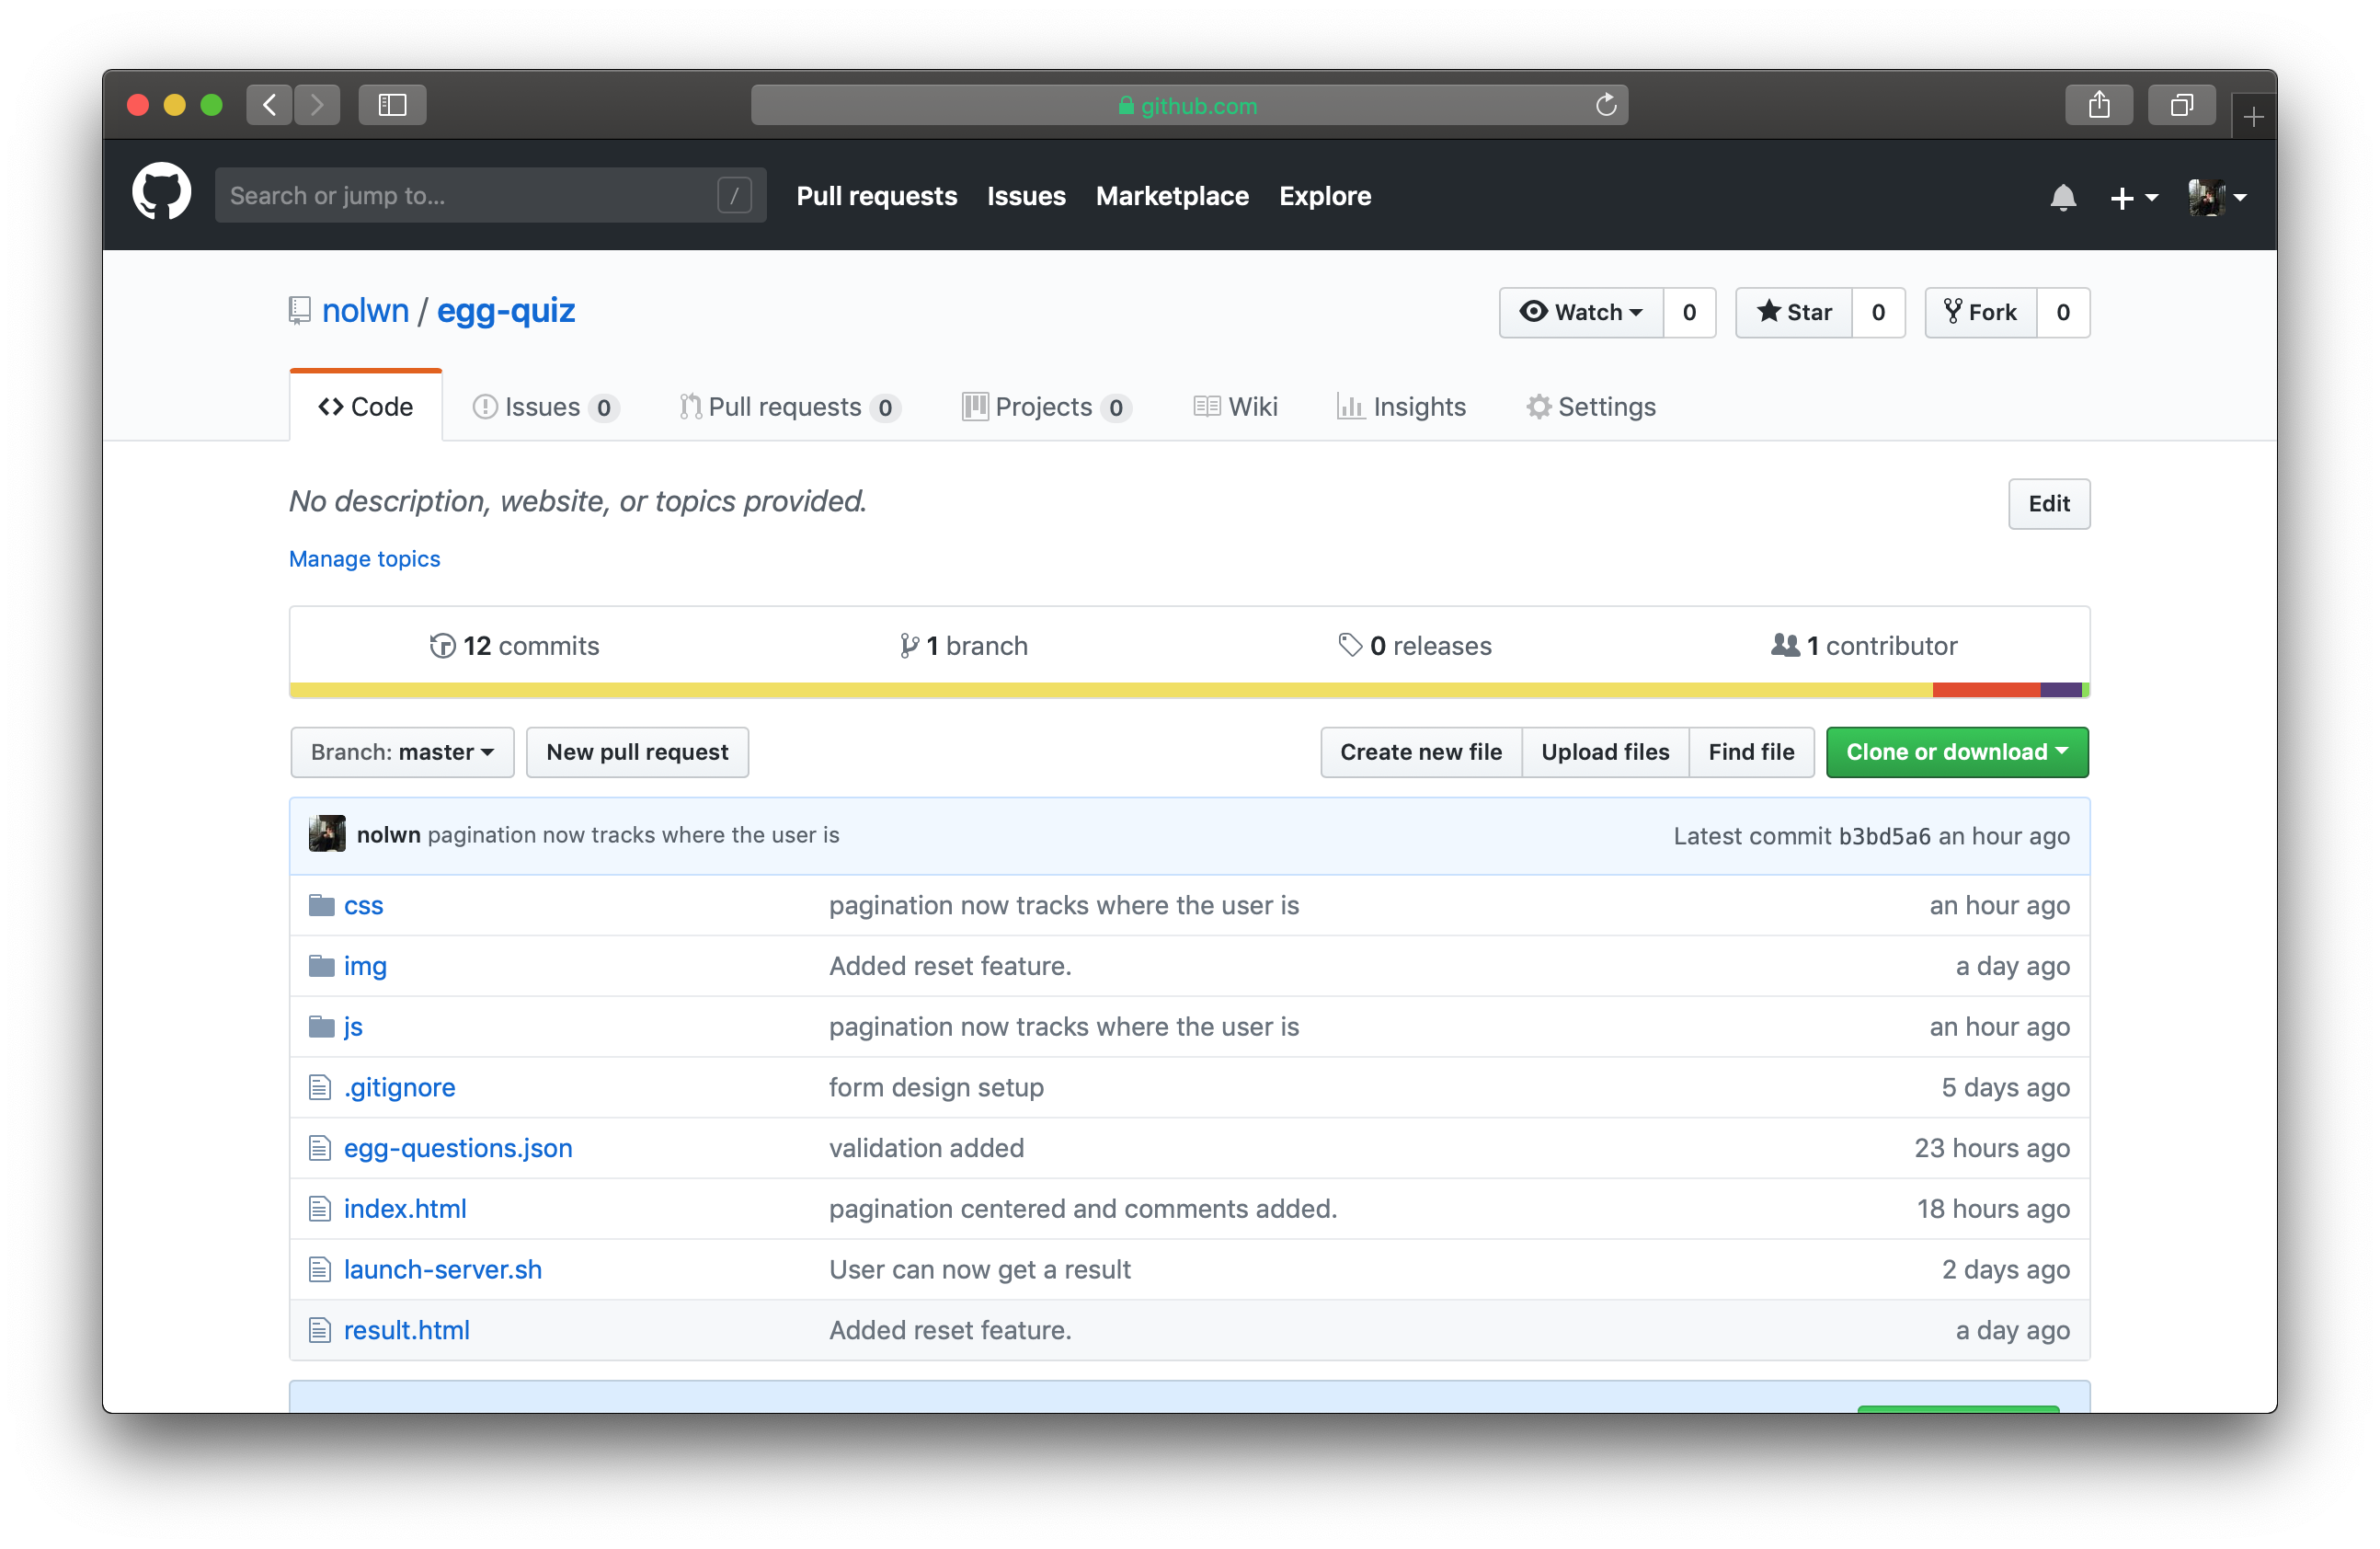 github.com
Search or jump to... / Pull requests Issues Marketplace Explore
nolwn / egg-quiz Watch 0 Star 0 Fork 0
Code Issues 0 Pull requests 0 Projects 0 Wiki Insights Settings
No description, website, or topics provided. Edit
Manage topics
12 commits 1 branch 0 releases 1 contributor
Branch: master New pull request Create new file Upload files Find file Clone or download
nolwn pagination now tracks where the user is Latest commit b3bd5a6 an hour ago
css pagination now tracks where the user is an hour ago
img Added reset feature. a day ago
js pagination now tracks where the user is an hour ago
.gitignore form design setup 5 days ago
egg-questions.json validation added 23 hours ago
index.html pagination centered and comments added. 18 hours ago
launch-server.sh User can now get a result 2 days ago
result.html Added reset feature. a day ago